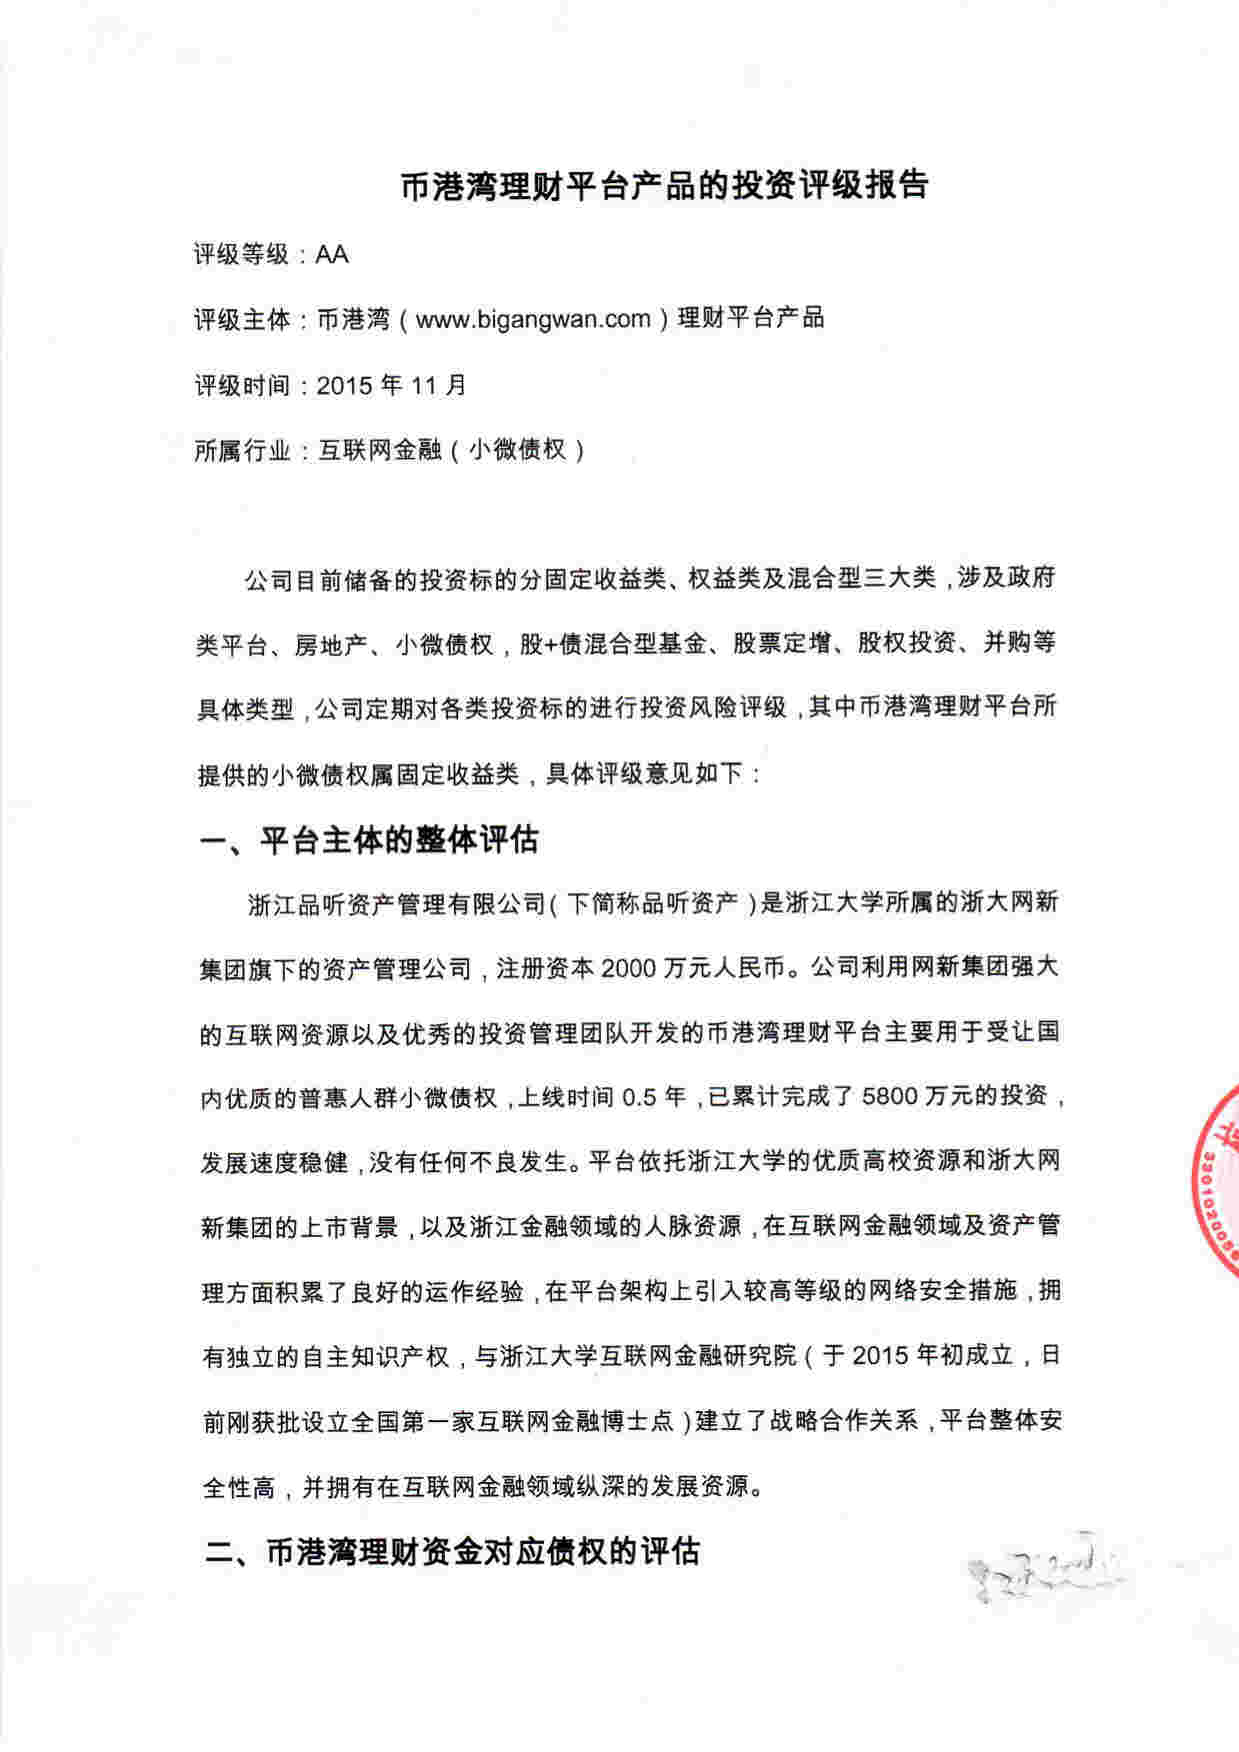 币港湾理财平台产品的投资评级报告
评级等级：AA
评级主体：币港湾（www.bigangwan.com）理财平台产品
评级时间：2015 年 11 月
所属行业：互联网金融（小微债权）
公司目前储备的投资标的分固定收益类、权益类及混合型三大类，涉及政府
类平台、房地产、小微债权，股+债混合型基金、股票定增、股权投资、并购等
具体类型，公司定期对各类投资标的进行投资风险评级，其中币港湾理财平台所
提供的小微债权属固定收益类，具体评级意见如下：
一、平台主体的整体评估
浙江品听资产管理有限公司（下简称品听资产）是浙江大学所属的浙大网新
集团旗下的资产管理公司，注册资本 2000 万元人民币。公司利用网新集团强大
的互联网资源以及优秀的投资管理团队开发的币港湾理财平台主要用于受让国
内优质的普惠人群小微债权，上线时间 0.5 年，已累计完成了 5800 万元的投资，
发展速度稳健，没有任何不良发生。平台依托浙江大学的优质高校资源和浙大网
新集团的上市背景，以及浙江金融领域的人脉资源，在互联网金融领域及资产管
理方面积累了良好的运作经验，在平台架构上引入较高等级的网络安全措施，拥
有独立的自主知识产权，与浙江大学互联网金融研究院（于 2015 年初成立，日
前刚获批设立全国第一家互联网金融博士点）建立了战略合作关系，平台整体安
全性高，并拥有在互联网金融领域纵深的发展资源。
二、币港湾理财资金对应债权的评估
330102005